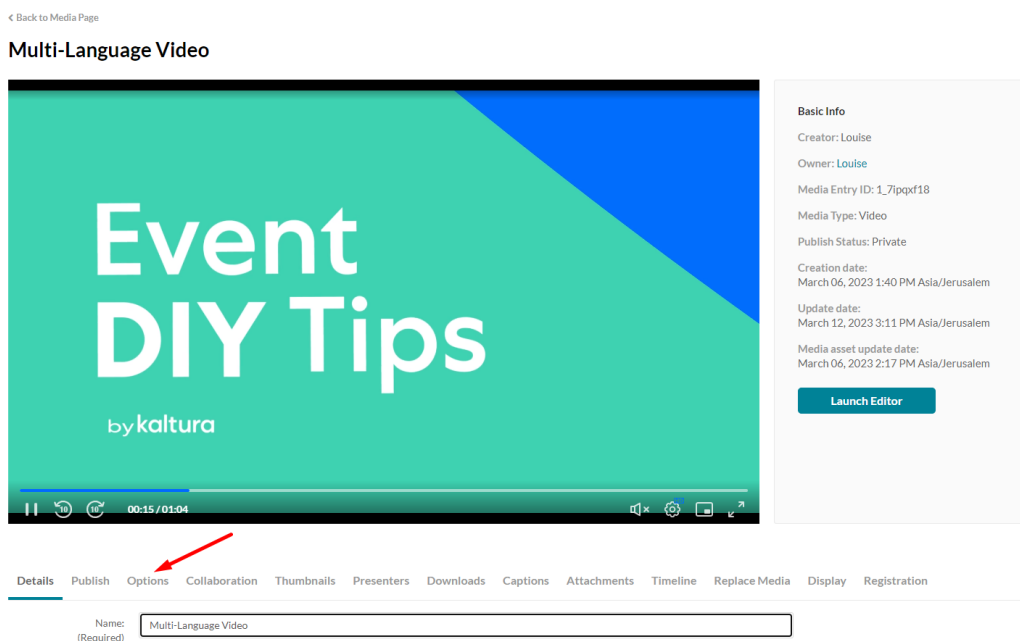 Back to Media Page
Multi-Language Video
Event
DIY Tips
by kaltura
10
10
00:15 / 01:04
Basic Info
Creator: Louise
Owner: Louise
Media Entry ID: 1_7ipqxf18
Media Type: Video
Publish Status: Private
Creation date:
March 06, 2023 1:40 PM Asia/Jerusalem
Update date:
March 12, 2023 3:11 PM Asia/Jerusalem
Media asset update date:
March 06, 2023 2:17 PM Asia/Jerusalem
Launch Editor
Details Publish Options Collaboration Thumbnails Presenters Downloads Captions Attachments Timeline Replace Media Display Registration
Name: Multi-Language Video
(Required)